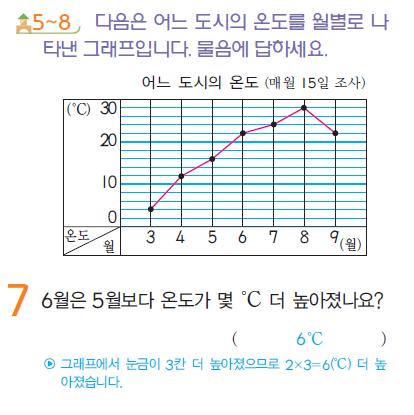 5~8 다음은 어느 도시의 온도를 월별로 나
타낸 그래프입니다. 물음에 답하세요.
어느 도시의 온도 (매월 15일 조사)
(℃) 30
20
10
0
온도
월
3 4 5 6 7 8 9 (월)
7 6월은 5월보다 온도가 몇 ℃ 더 높아졌나요?
( 6℃ )
그래프에서 눈금이 3칸 더 높아졌으므로 2×3=6(℃) 더 높
아졌습니다.